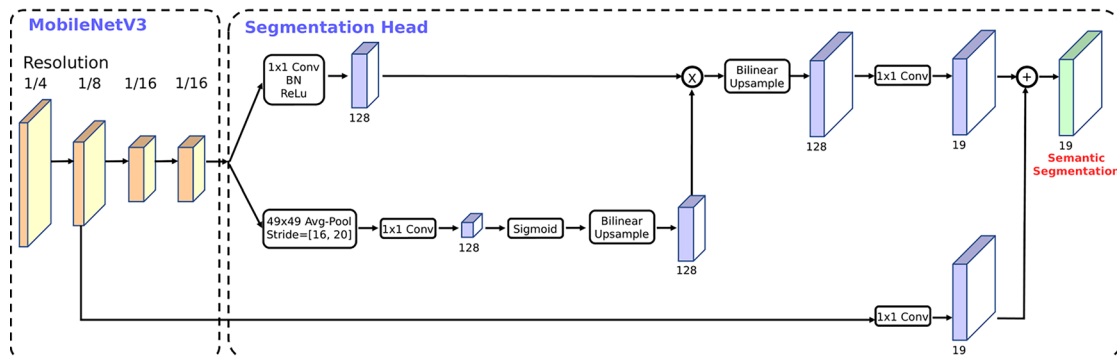 MobileNetV3
Segmentation Head
Resolution
1/4 1/8 1/16 1/16
1x1 Conv
BN
ReLu
128
X
Bilinear
Upsample
128
1x1 Conv
19
+
19
Semantic
Segmentation
49x49 Avg-Pool
Stride=[16, 20]
1x1 Conv
128
Sigmoid
Bilinear
Upsample
128
1x1 Conv
19